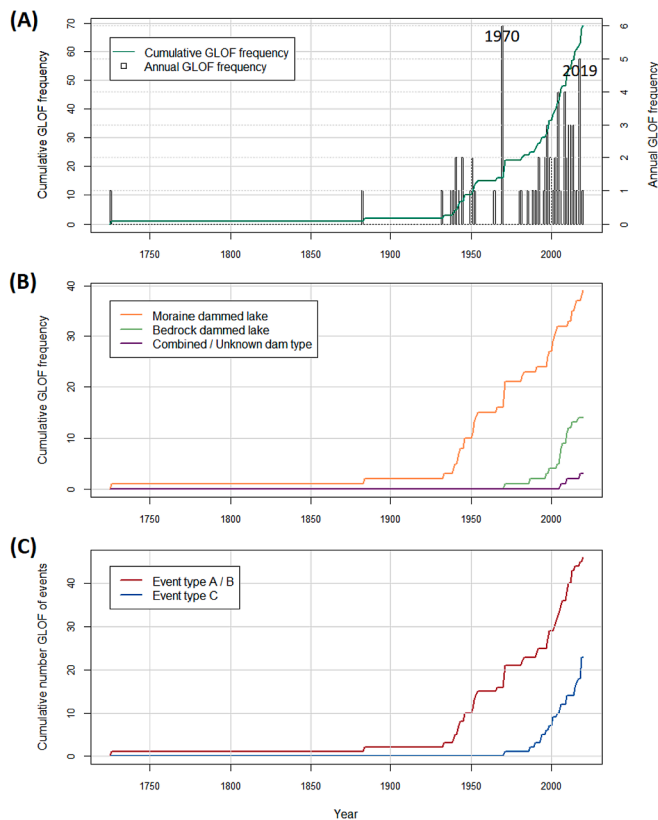 (A)
Cumulative GLOF frequency
Annual GLOF frequency
1970
2019
Cumulative GLOF frequency
70
60
50
40
30
20
10
0
Annual GLOF frequency
6
5
4
3
2
1
0
1750 1800 1850 1900 1950 2000
(B)
Moraine dammed lake
Bedrock dammed lake
Combined / Unknown dam type
Cumulative GLOF frequency
40
30
20
10
0
1750 1800 1850 1900 1950 2000
(C)
Event type A / B
Event type C
Cumulative number GLOF of events
40
30
20
10
0
1750 1800 1850 1900 1950 2000
Year